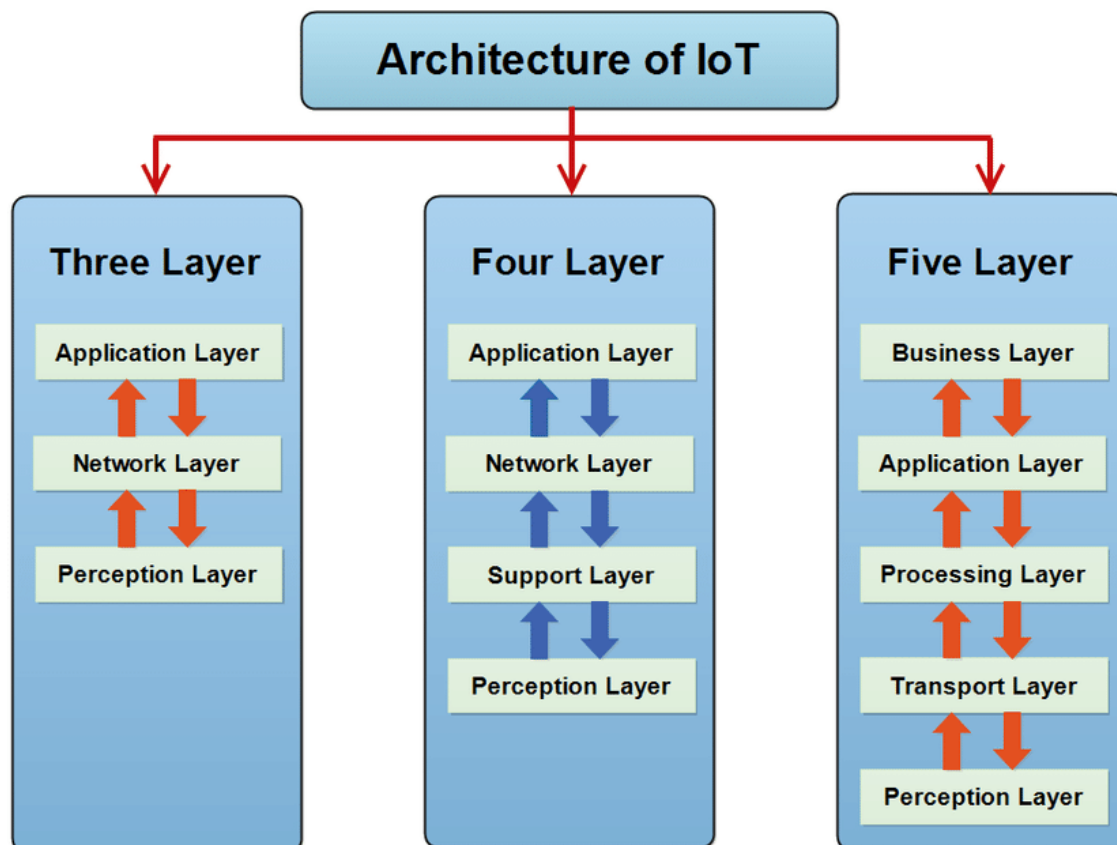 Architecture of IoT
Three Layer
Application Layer
Network Layer
Perception Layer
Four Layer
Application Layer
Network Layer
Support Layer
Perception Layer
Five Layer
Business Layer
Application Layer
Processing Layer
Transport Layer
Perception Layer